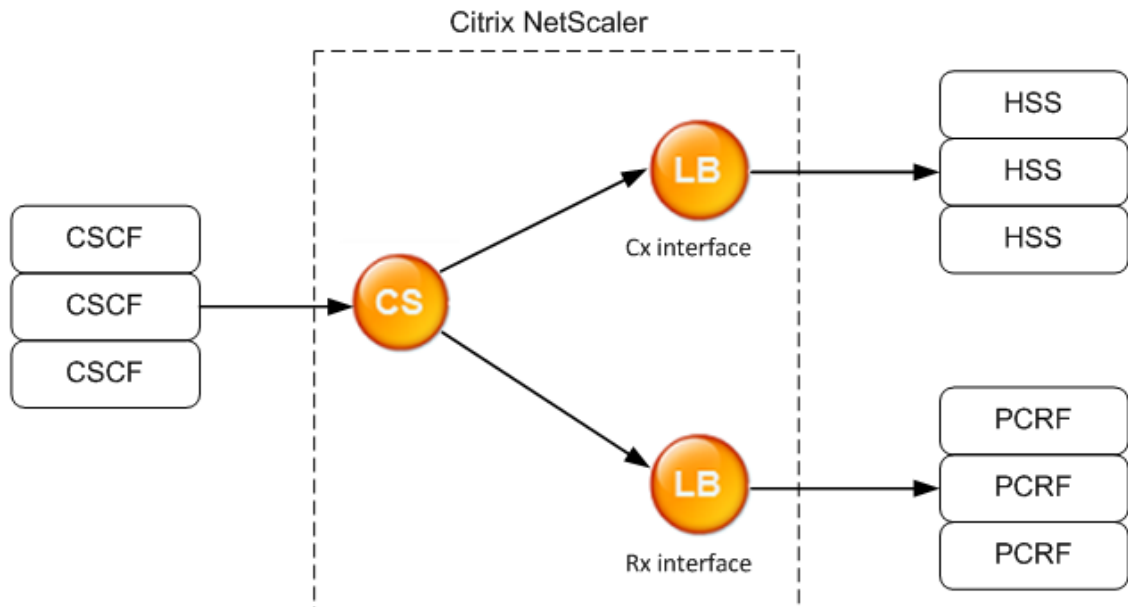 Citrix NetScaler
CSCF
CSCF
CSCF
CS
LB
Cx interface
LB
Rx interface
HSS
HSS
HSS
PCRF
PCRF
PCRF